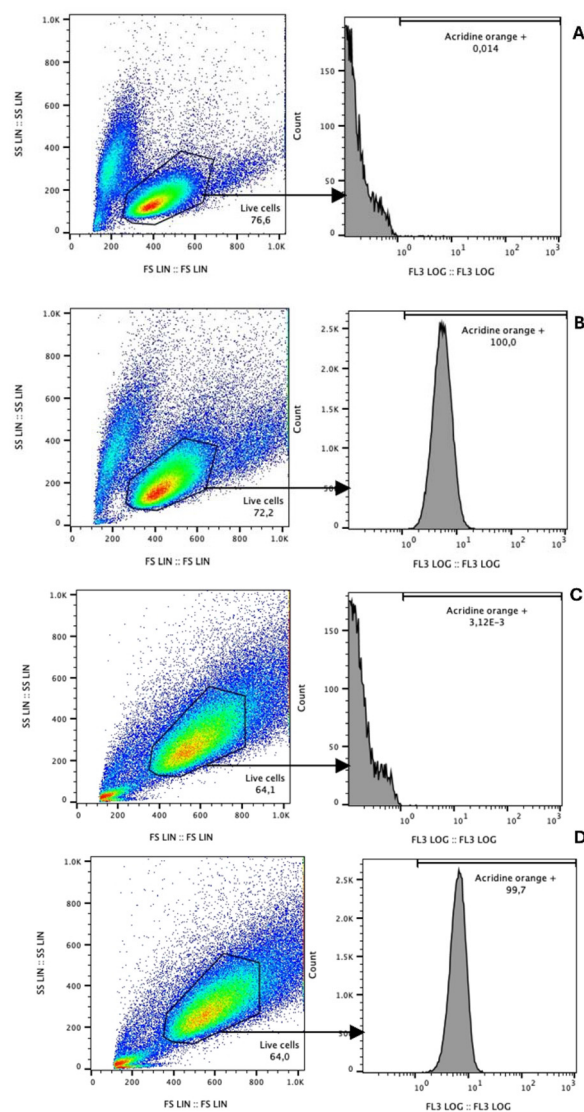 A
1.0K
800
600
400
200
0
SS LIN :: SS LIN
0
200
400
600
800
1.0K
FS LIN :: FS LIN
Live cells
76,6
150
100
50
0
Count
Acridine orange +
0,014
10^0
10^1
10^2
10^3
FL3 LOG :: FL3 LOG
B
1.0K
800
600
400
200
0
SS LIN :: SS LIN
0
200
400
600
800
1.0K
FS LIN :: FS LIN
Live cells
72,2
2.5K
2.0K
1.5K
1.0K
0
Count
Acridine orange +
100,0
10^0
10^1
10^2
10^3
FL3 LOG :: FL3 LOG
C
1.0K
800
600
400
200
0
SS LIN :: SS LIN
0
200
400
600
800
1.0K
FS LIN :: FS LIN
Live cells
64,1
150
100
50
0
Count
Acridine orange +
3,12E-3
10^0
10^1
10^2
10^3
FL3 LOG :: FL3 LOG
D
1.0K
800
600
400
200
0
SS LIN :: SS LIN
0
200
400
600
800
1.0K
FS LIN :: FS LIN
Live cells
64,0
2.5K
2.0K
1.5K
1.0K
0
Count
Acridine orange +
99,7
10^0
10^1
10^2
10^3
FL3 LOG :: FL3 LOG